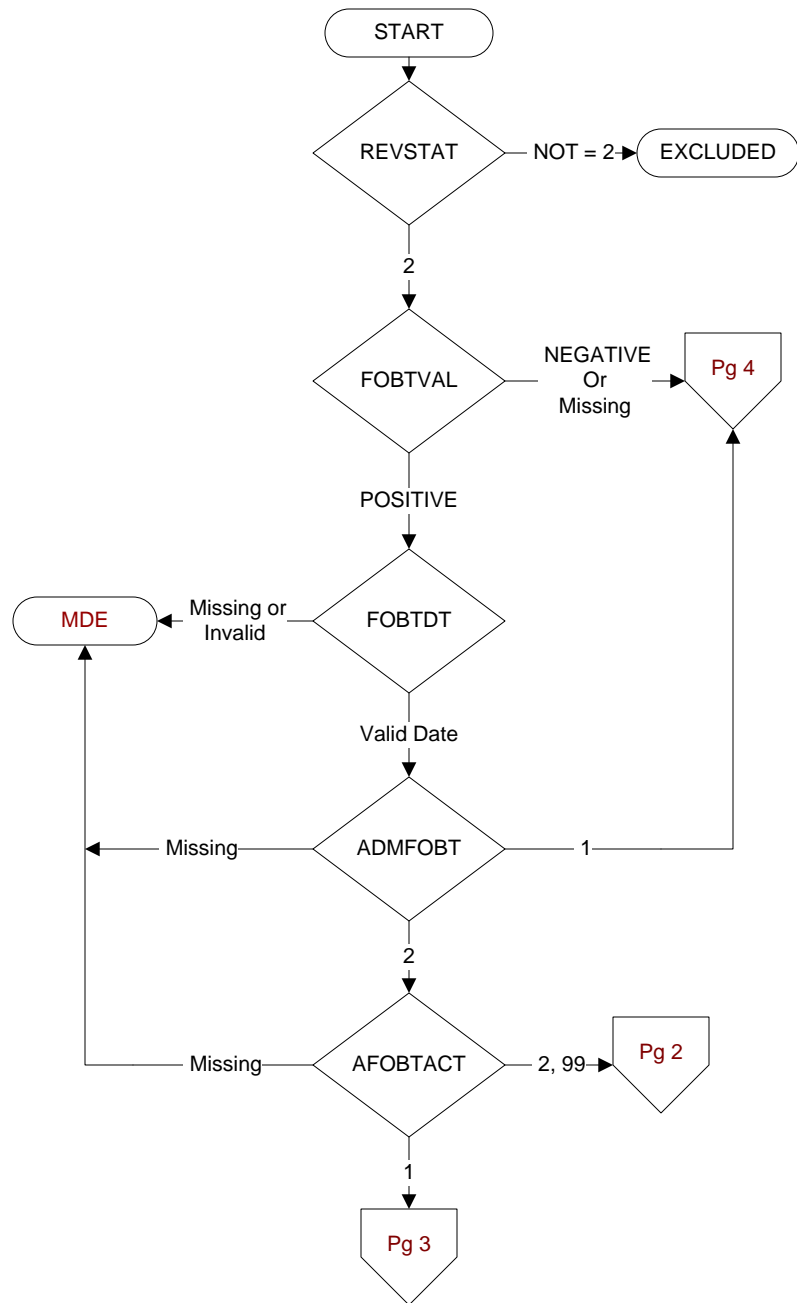 START
REVSTAT
NOT = 2
EXCLUDED
2
FOBTVAL
NEGATIVE
Or
Missing
Pg 4
POSITIVE
MDE
Missing or
Invalid
FOBTDT
Valid Date
Missing
ADMFOBT
1
2
Missing
AFOBTACT
2, 99
Pg 2
1
Pg 3